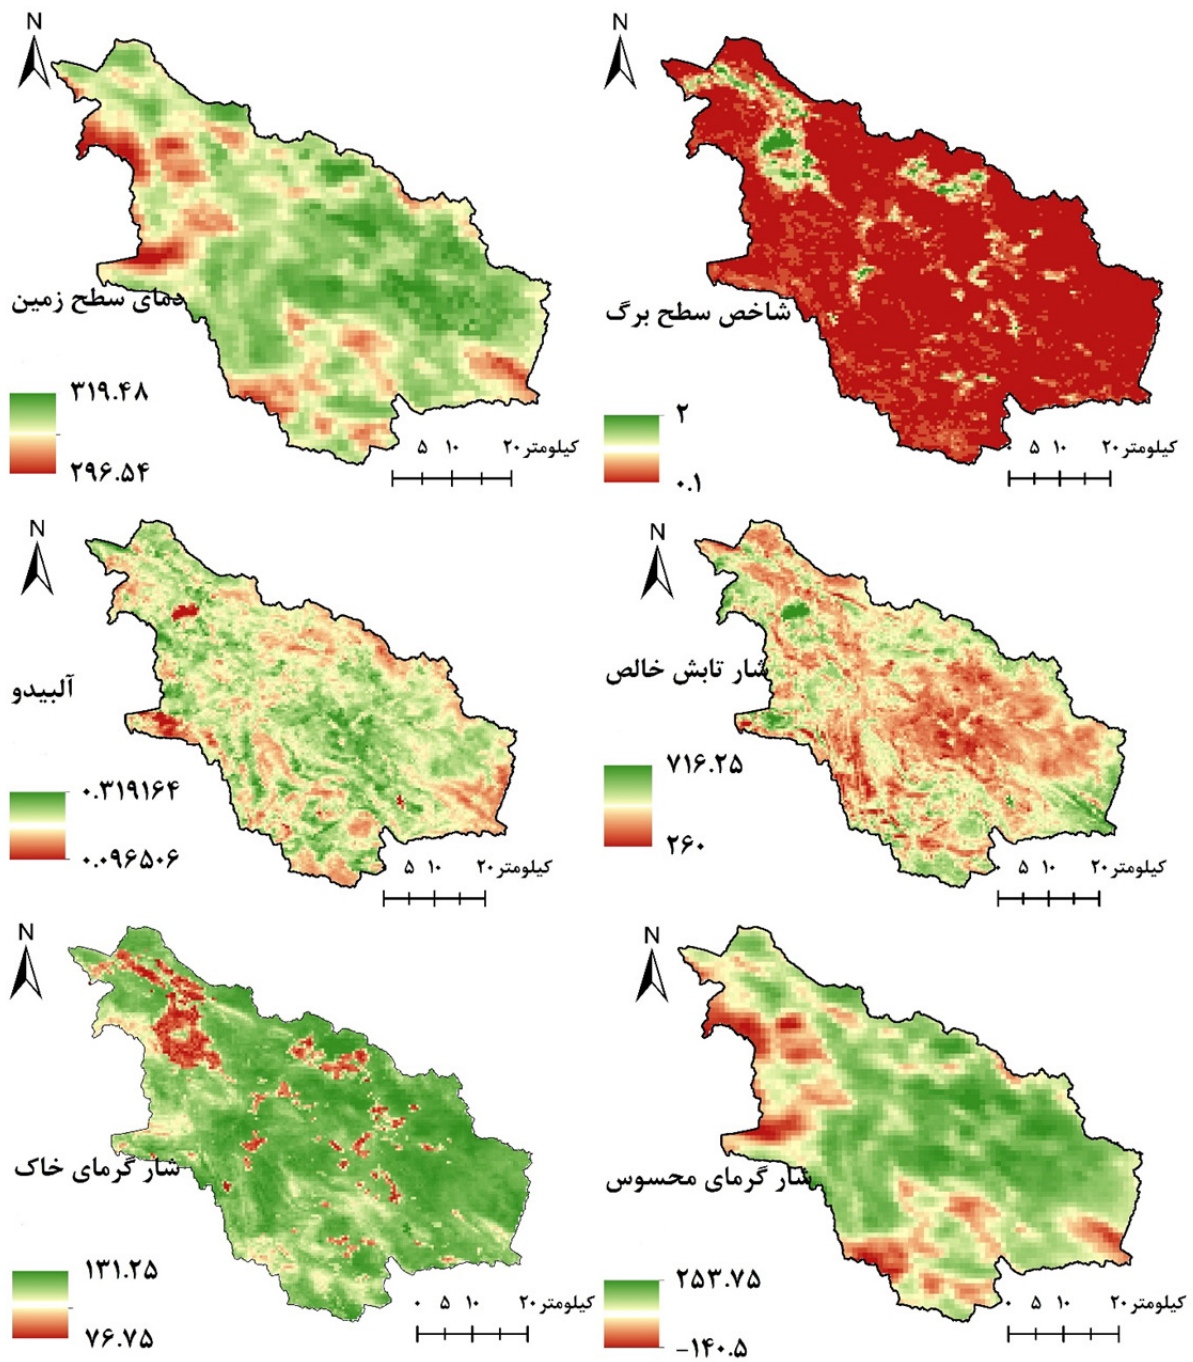 N
دمای سطح زمین
۳۱۹.۴۸
۲۹۶.۵۴
۵ ۱۰ ۲۰ کیلومتر
N
شاخص سطح برگ
۲
۰.۱
۰ ۵ ۱۰ ۲۰ کیلومتر
N
آلبیدو
۰.۳۱۹۱۶۴
۰.۰۹۶۵۰۶
۵ ۱۰ ۲۰ کیلومتر
N
شار تابش خالص
۷۱۶.۲۵
۲۶۰
۰ ۵ ۱۰ ۲۰ کیلومتر
N
شار گرمای خاک
۱۳۱.۲۵
۷۶.۷۵
۰ ۵ ۱۰ ۲۰ کیلومتر
N
شار گرمای محسوس
۲۵۳.۷۵
-۱۴۰.۵
۰ ۵ ۱۰ ۲۰ کیلومتر